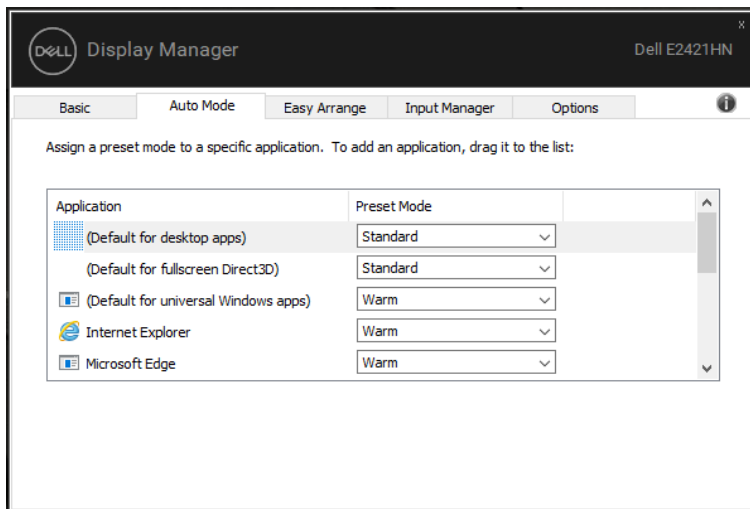 x
DELL Display Manager Dell E2421HN
Basic Auto Mode Easy Arrange Input Manager Options i
Assign a preset mode to a specific application. To add an application, drag it to the list:
Application Preset Mode
(Default for desktop apps) Standard
(Default for fullscreen Direct3D) Standard
(Default for universal Windows apps) Warm
Internet Explorer Warm
Microsoft Edge Warm